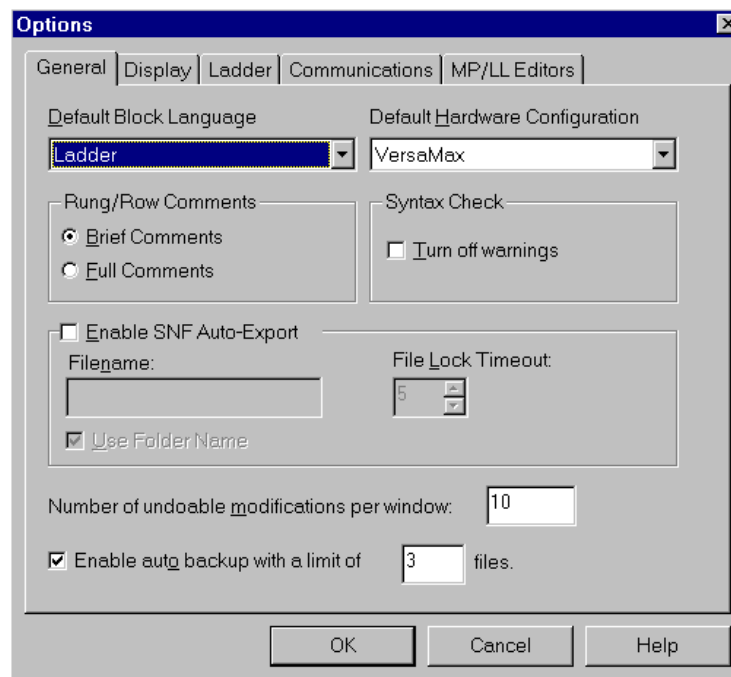 Options
General Display Ladder Communications MP/LL Editors
Default Block Language Default Hardware Configuration
Ladder VersaMax
Rung/Row Comments Syntax Check
Brief Comments Turn off warnings
Full Comments
Enable SNF Auto-Export
Filename: File Lock Timeout:
5
Use Folder Name
Number of undoable modifications per window: 10
Enable auto backup with a limit of 3 files.
OK Cancel Help